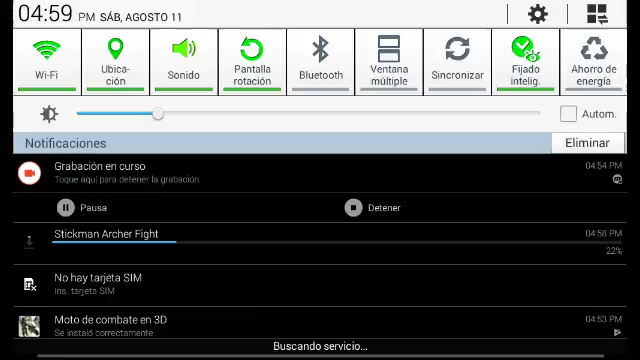 04:59 PM SÁB, AGOSTO 11
Wi-Fi
Ubica-
ción
Sonido
Pantalla
rotación
Bluetooth
Ventana
múltiple
Sincronizar
Fijado
intelig.
Ahorro de
energía
Autom.
Notificaciones
Eliminar
Grabación en curso
04:54 PM
Toque aquí para detener la grabación.
Pausa
Detener
Stickman Archer Fight
04:58 PM
22%
No hay tarjeta SIM
Ins. tarjeta SIM
Moto de combate en 3D
04:53 PM
Se instaló correctamente
Buscando servicio...